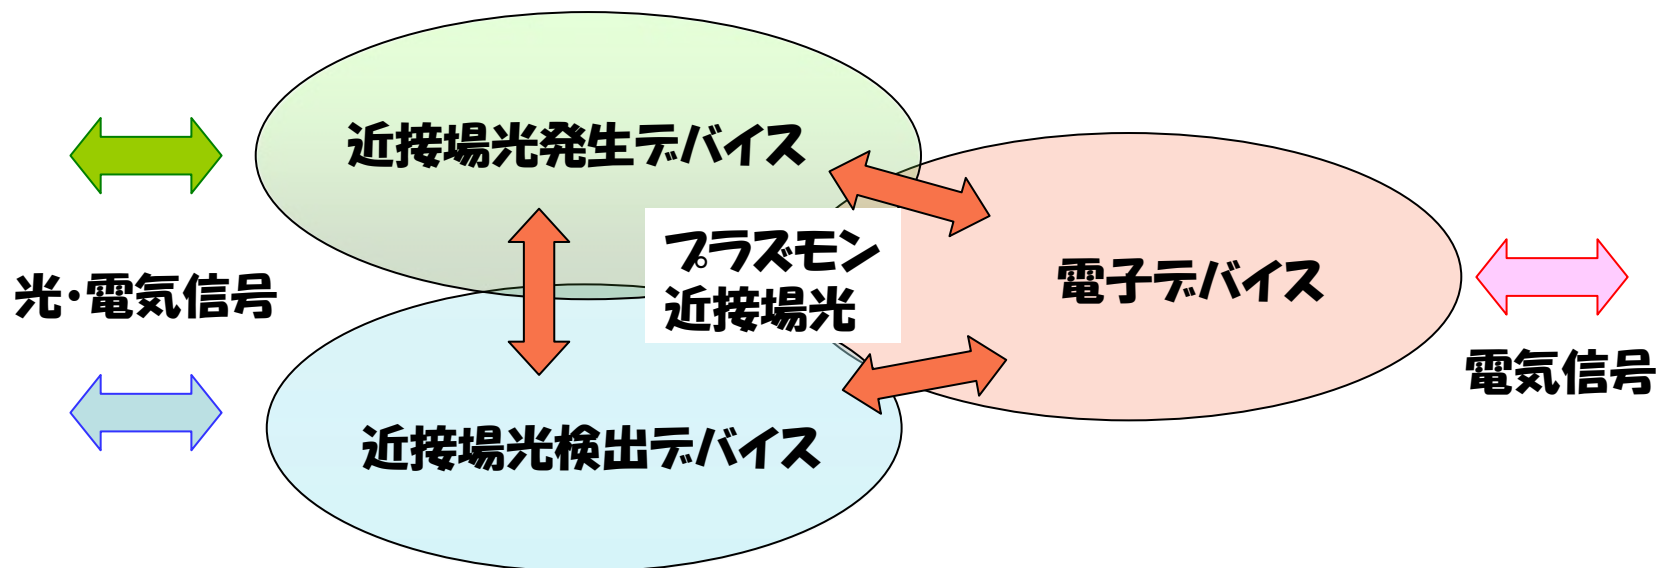 近接場光発生デバイス
プラズモン
近接場光
電子デバイス
光・電気信号
電気信号
近接場光検出デバイス